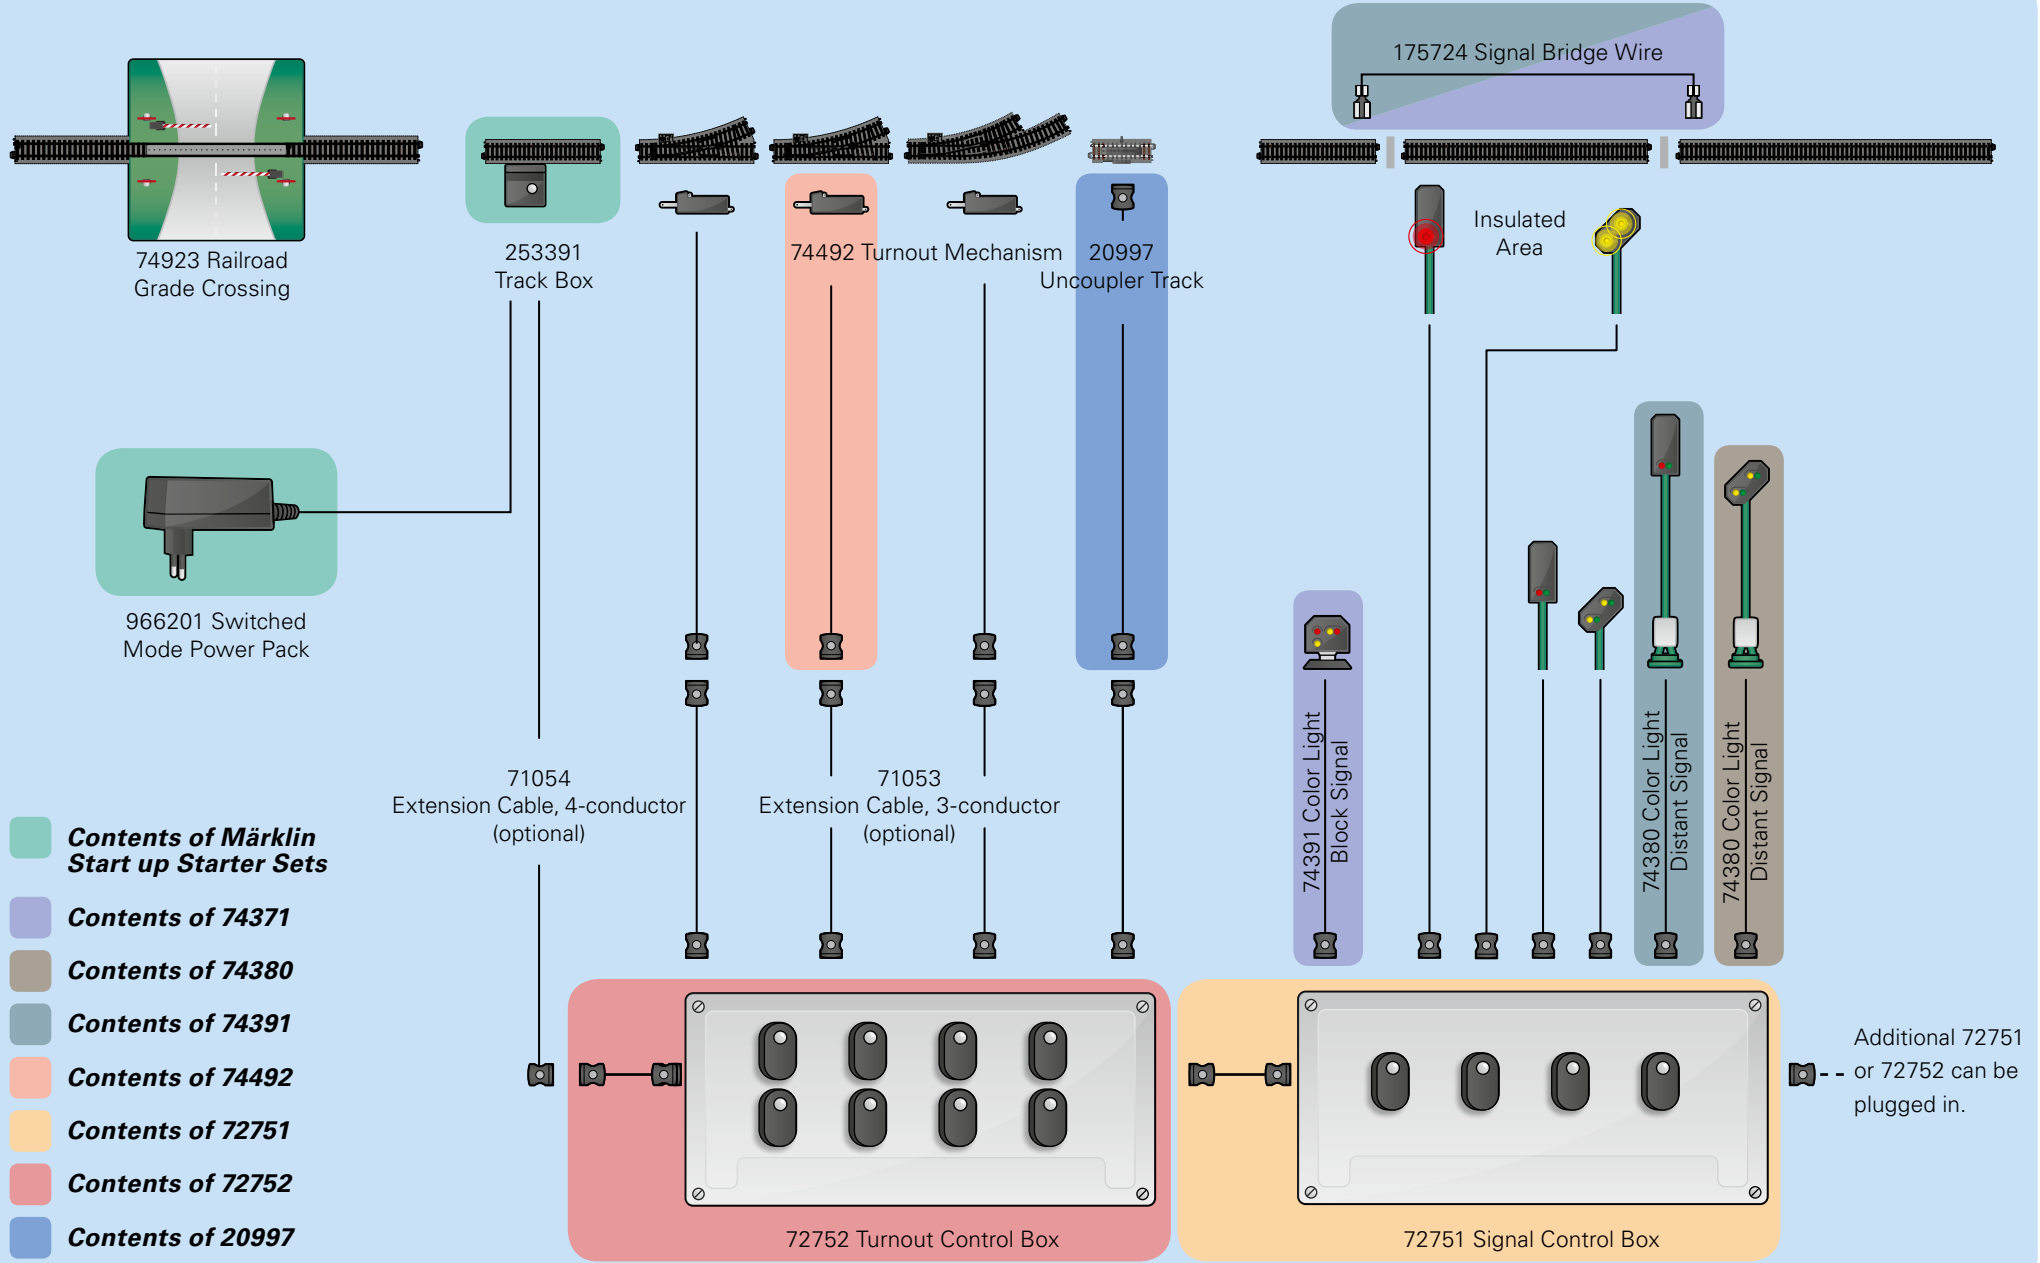 175724 Signal Bridge Wire
74923 Railroad
Grade Crossing
253391
Track Box
74492 Turnout Mechanism
20997
Uncoupler Track
Insulated
Area
966201 Switched
Mode Power Pack
71054
Extension Cable, 4-conductor
(optional)
71053
Extension Cable, 3-conductor
(optional)
74391 Color Light
Block Signal
74380 Color Light
Distant Signal
74380 Color Light
Distant Signal
Contents of Märklin
Start up Starter Sets
Contents of 74371
Contents of 74380
Contents of 74391
Contents of 74492
Contents of 72751
Contents of 72752
Contents of 20997
72752 Turnout Control Box
72751 Signal Control Box
Additional 72751
or 72752 can be
plugged in.